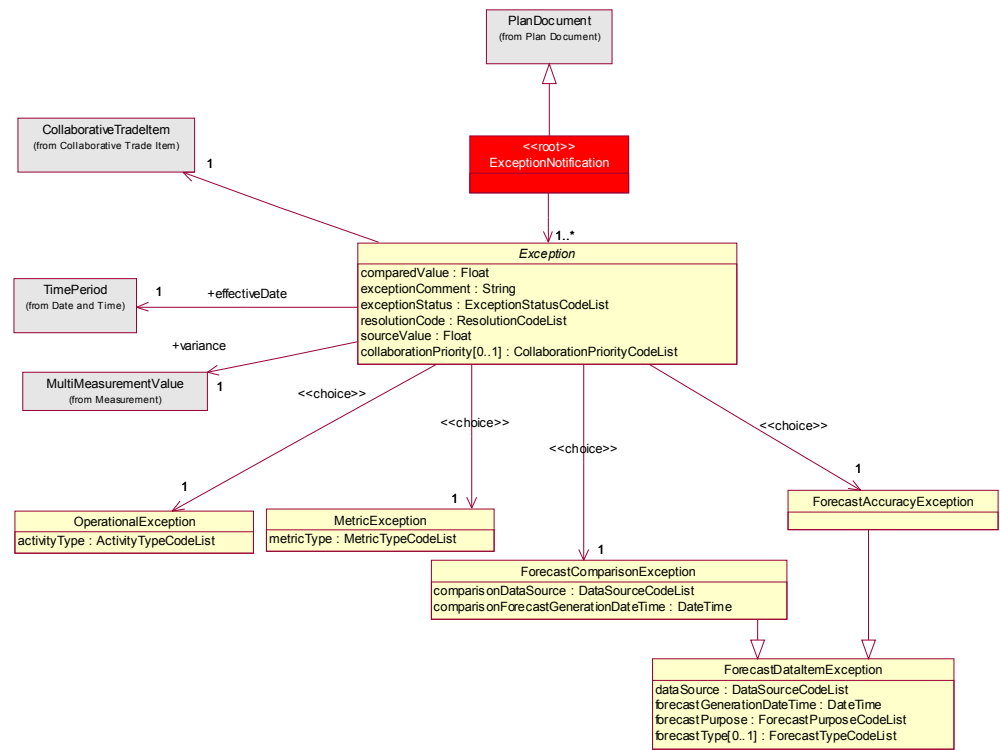 PlanDocument
(from Plan Document)
<<root>>
ExceptionNotification
CollaborativeTradeItem
(from Collaborative Trade Item)
1
1..*
Exception
comparedValue : Float
exceptionComment : String
exceptionStatus : ExceptionStatusCodeList
resolutionCode : ResolutionCodeList
sourceValue : Float
collaborationPriority[0..1] : CollaborationPriorityCodeList
TimePeriod
(from Date and Time)
1
+effectiveDate
+variance
MultiMeasurementValue
(from Measurement)
1
<<choice>>
<<choice>>
<<choice>>
<<choice>>
1
OperationalException
activityType : ActivityTypeCodeList
1
MetricException
metricType : MetricTypeCodeList
1
ForecastAccuracyException
1
ForecastComparisonException
comparisonDataSource : DataSourceCodeList
comparisonForecastGenerationDateTime : DateTime
ForecastDataItemException
dataSource : DataSourceCodeList
forecastGenerationDateTime : DateTime
forecastPurpose : ForecastPurposeCodeList
forecastType[0..1] : ForecastTypeCodeList